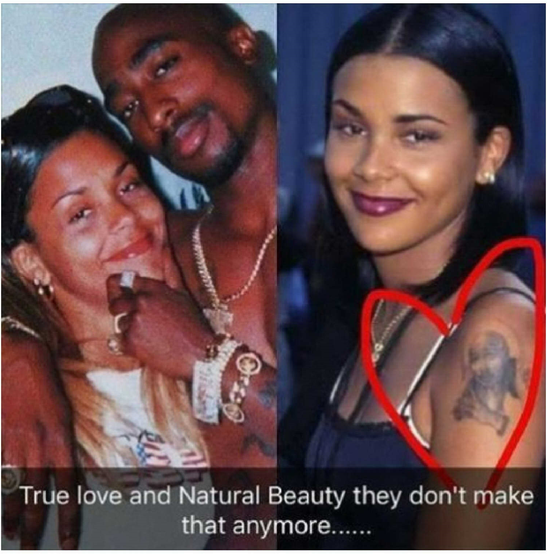 True love and Natural Beauty they don't make
that anymore......